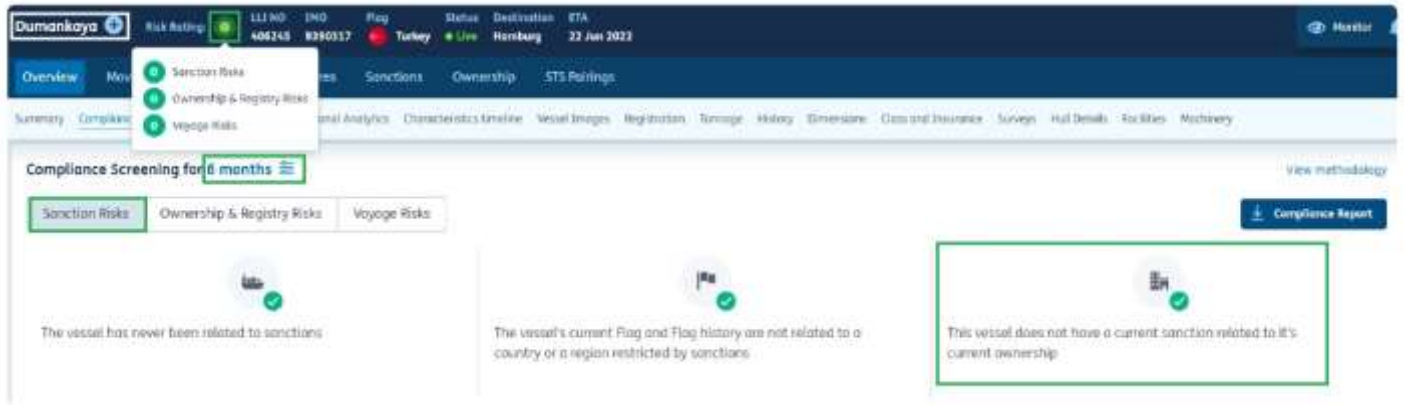 Dumankaya
Risk Rating:
LLI NO IMO Flag Status Destination ETA
406245 8390317 Turkey Live Hamburg 22 Jun 2023
Monitor
Overview Mov
Sanctions Ownership STS Pairings
Sanction Risks
Ownership & Registry Risks
Voyage Risks
Summary Complianc
Analytics Characteristics timeline Vessel Images Registration Tonnage History Dimensions Class and Insurance Surveys Hull Details Facilities Machinery
Compliance Screening for 6 months
View methodology
Sanction Risks Ownership & Registry Risks Voyage Risks
Compliance Report
The vessel has never been related to sanctions
The vessel's current Flag and Flag history are not related to a
country or a region restricted by sanctions
This vessel does not have a current sanction related to it's
current ownership